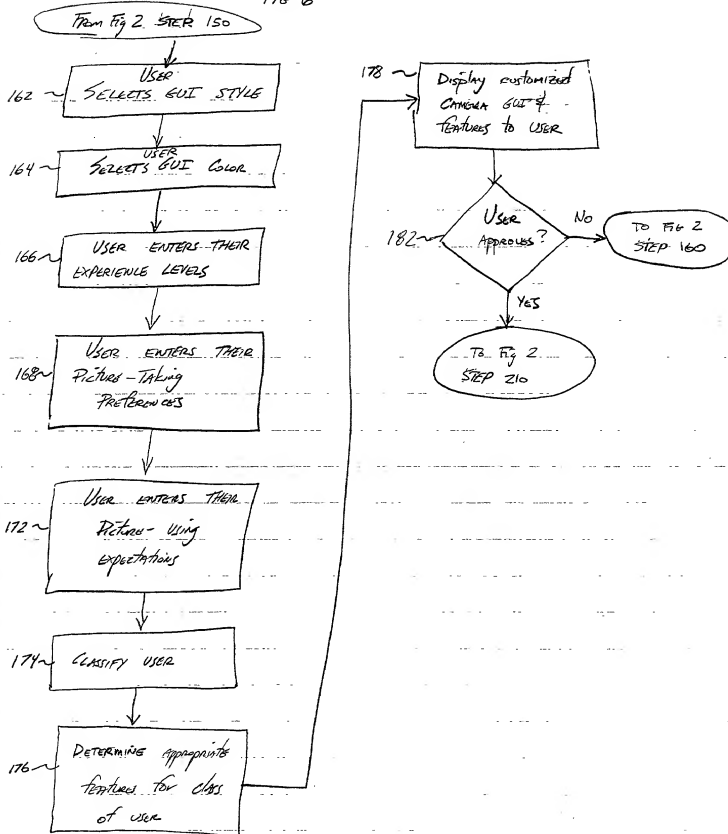 FIG 6
From Fig 2 STEP 150
162
USER
SELECTS GUI STYLE
164
USER
SELECTS GUI COLOR
166
USER ENTERS THEIR
EXPERIENCE LEVELS
168
USER ENTERS THEIR
Picture-Taking
PREFERENCES
172
USER ENTERS THEIR
Picture-Using
expectations
174
CLASSIFY USER
176
DETERMINE Appropriate
features for class
of user
178
Display customized
CAMERA GUI &
features to USER
182
USER
APPROVES?
NO
TO FIG 2
STEP 160
YES
To Fig 2
STEP 210